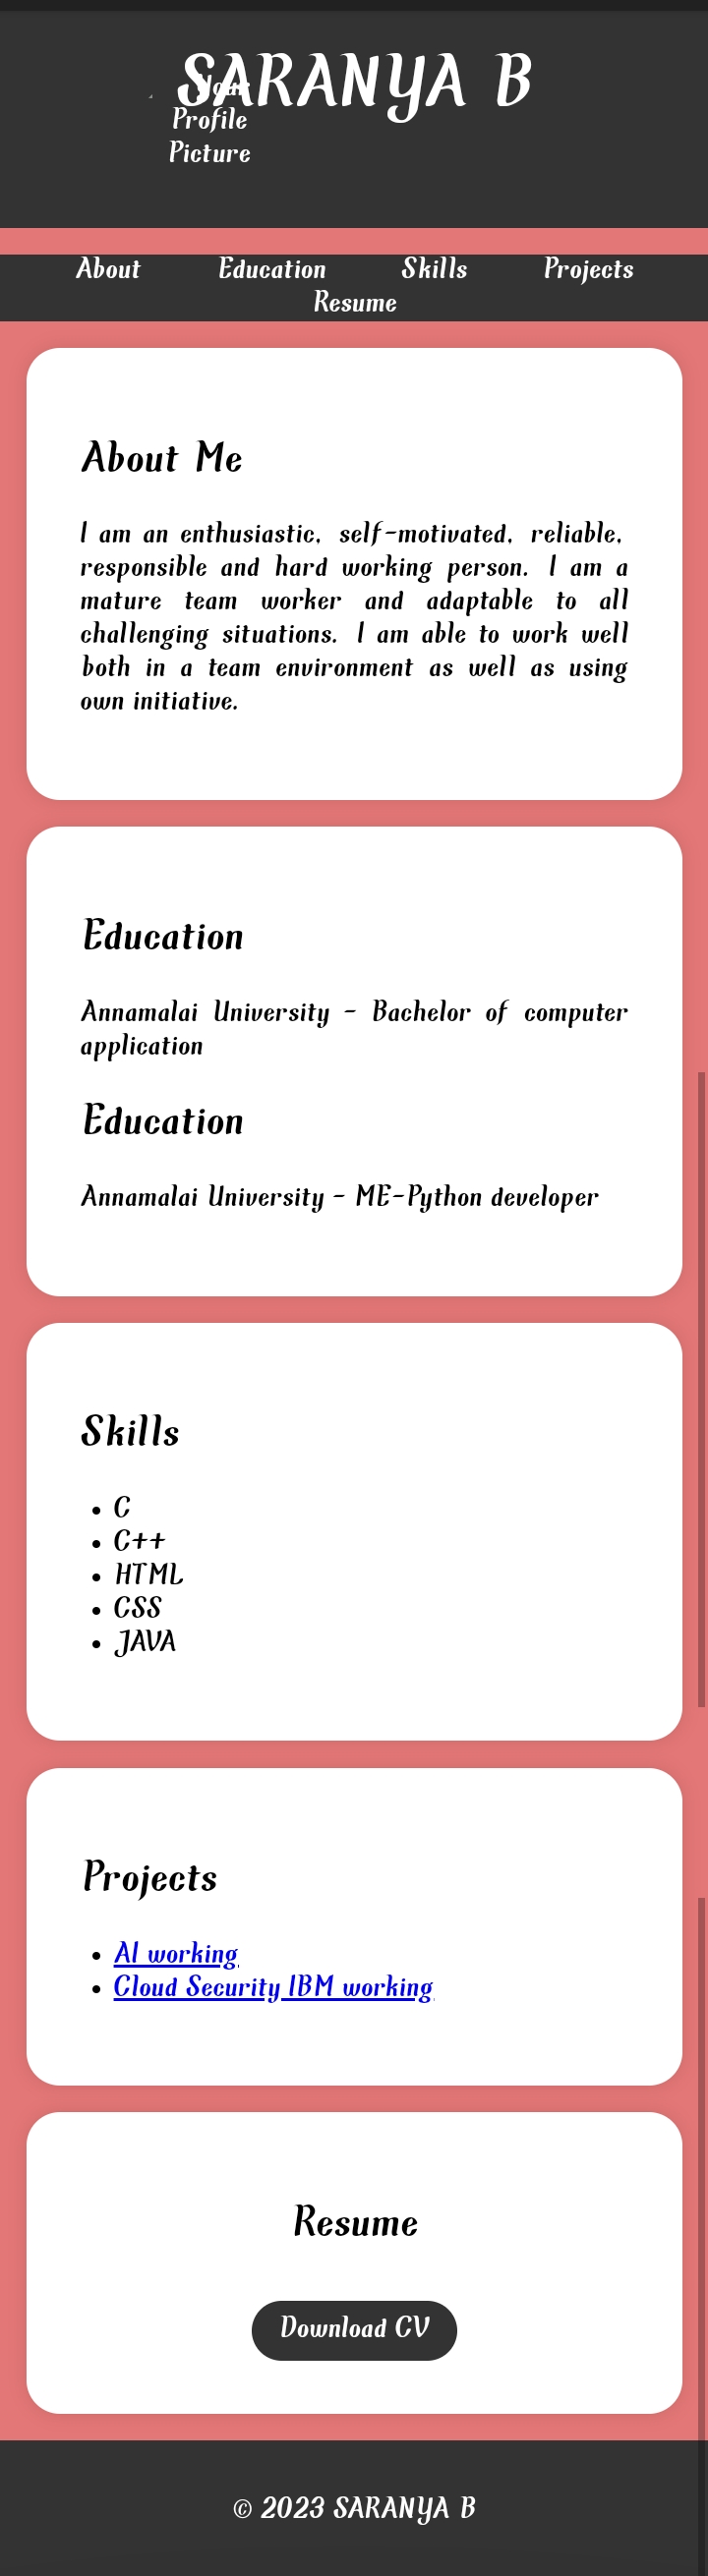 SARANYA B
Your
Profile
Picture
About Education Skills Projects
Resume
About Me
I am an enthusiastic, self-motivated, reliable,
responsible and hard working person. I am a
mature team worker and adaptable to all
challenging situations. I am able to work well
both in a team environment as well as using
own initiative.
Education
Annamalai University - Bachelor of computer
application
Education
Annamalai University - ME-Python developer
Skills
• C
• C++
• HTML
• CSS
• JAVA
Projects
• AI working
• Cloud Security IBM working
Resume
Download CV
© 2023 SARANYA B